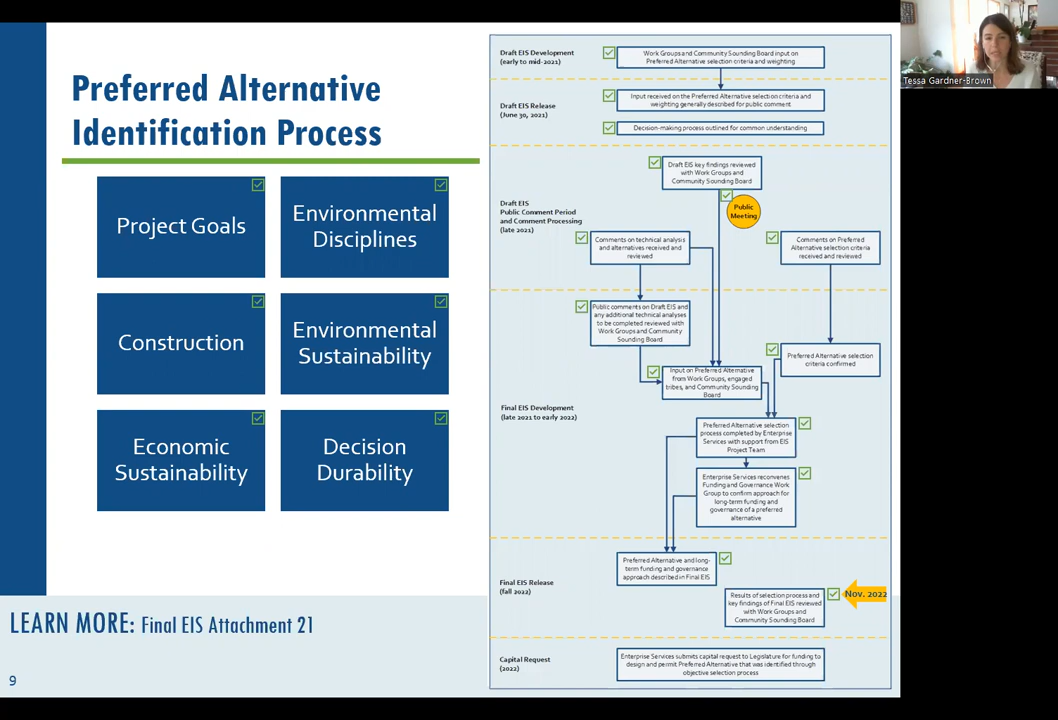 Preferred Alternative
Identification Process
Project Goals
Environmental
Disciplines
Construction
Environmental
Sustainability
Economic
Sustainability
Decision
Durability
LEARN MORE: Final EIS Attachment 21
9
Draft EIS Development
(early to mid-2021)
Work Groups and Community Sounding Board input on
Preferred Alternative selection criteria and weighting
Draft EIS Release
(June 30, 2021)
Input received on the Preferred Alternative selection criteria and
weighting generally described for public comment
Decision-making process outlined for common understanding
Draft EIS
Public Comment Period
and Comment Processing
(late 2021)
Draft EIS key findings reviewed
with Work Groups and
Community Sounding Board
Public
Meeting
Comments on technical analysis
and alternatives received and
reviewed
Comments on Preferred
Alternative selection criteria
received and reviewed
Final EIS Development
(late 2021 to early 2022)
Public comments on Draft EIS and
any additional technical analyses
to be completed reviewed with
Work Groups and Community
Sounding Board
Preferred Alternative selection
criteria confirmed
Input on Preferred Alternative
from Work Groups, engaged
tribes, and Community Sounding
Board
Preferred Alternative selection
process completed by Enterprise
Services with support from EIS
Project Team
Enterprise Services reconvenes
Funding and Governance Work
Group to confirm approach for
long-term funding and
governance of a preferred
alternative
Final EIS Release
(fall 2022)
Preferred Alternative and long-
term funding and governance
approach described in Final EIS
Results of selection process and
key findings of Final EIS reviewed
with Work Groups and
Community Sounding Board
Nov. 2022
Capital Request
(2022)
Enterprise Services submits capital request to Legislature for funding to
design and permit Preferred Alternative that was identified through
objective selection process
Tessa Gardner-Brown